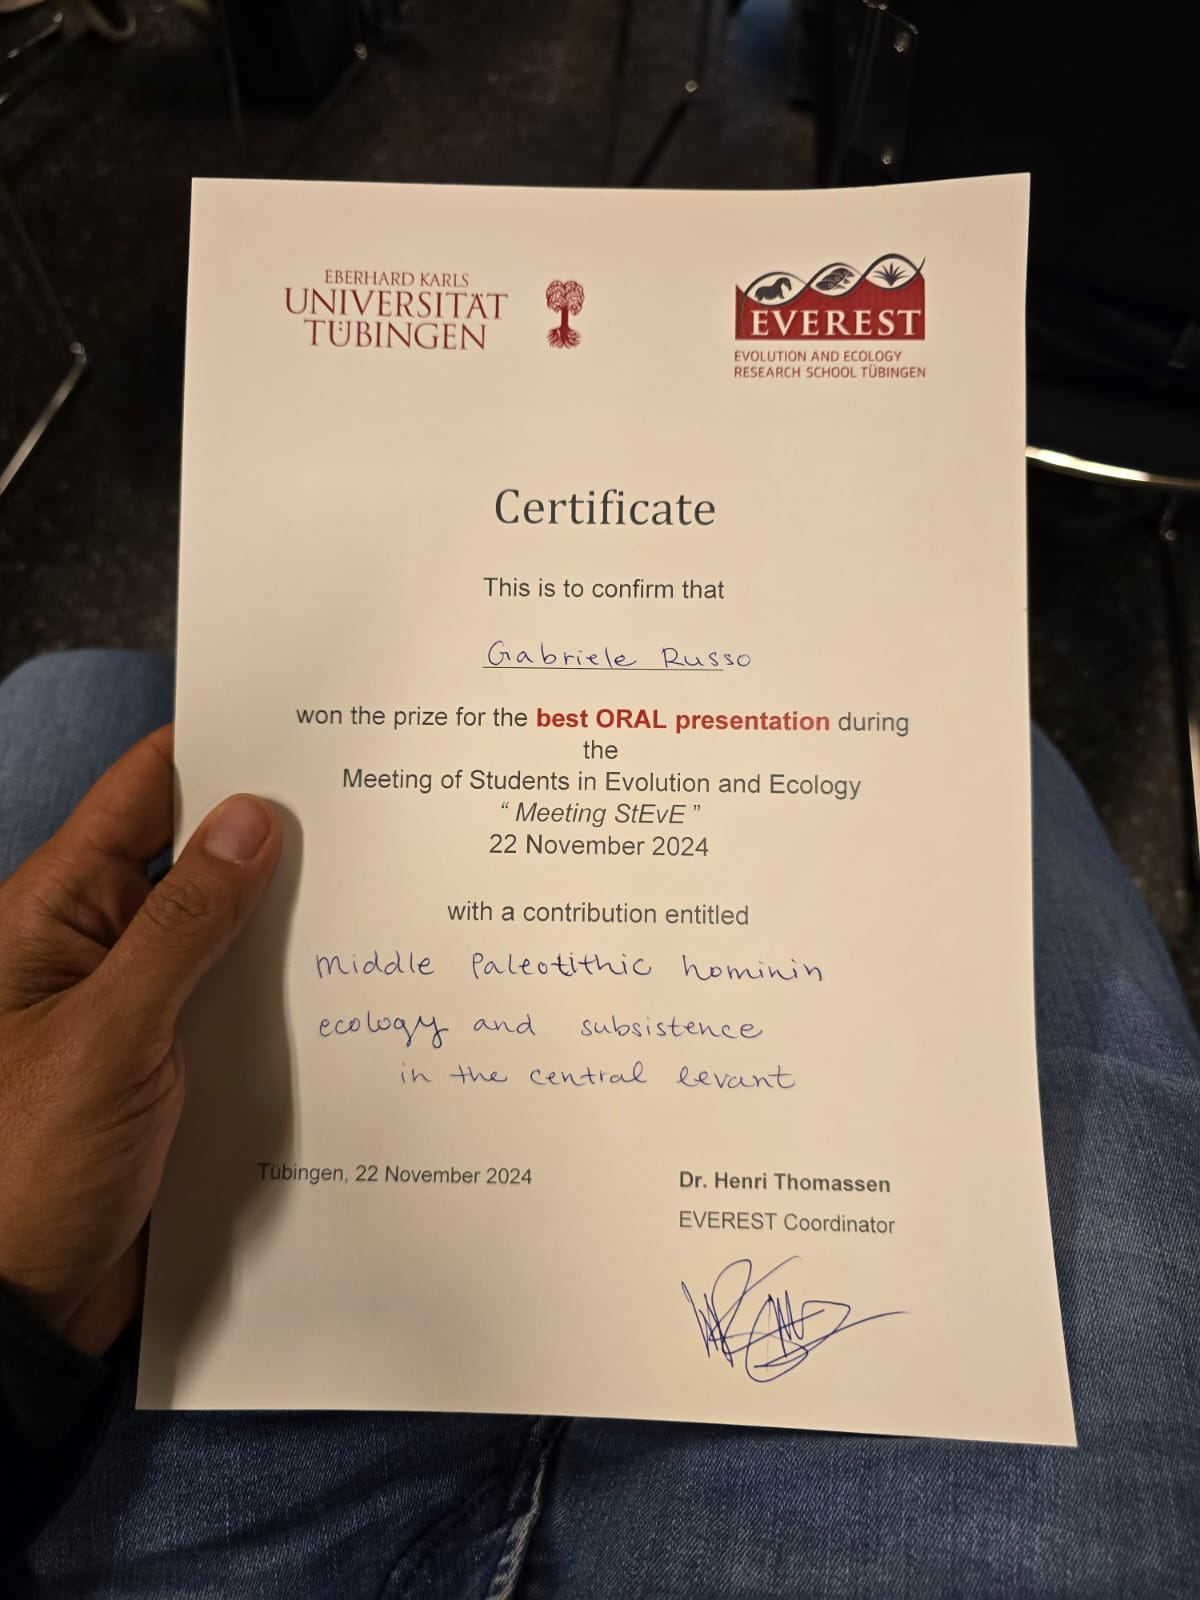 EBERHARD KARLS
UNIVERSITÄT
TÜBINGEN
EVEREST
EVOLUTION AND ECOLOGY
RESEARCH SCHOOL TÜBINGEN
Certificate
This is to confirm that
Gabriele Russo
won the prize for the best ORAL presentation during
the
Meeting of Students in Evolution and Ecology
“ Meeting StEvE ”
22 November 2024
with a contribution entitled
Middle Paleotithic hominin
ecology and subsistence
in the central levant
Tübingen, 22 November 2024
Dr. Henri Thomassen
EVEREST Coordinator